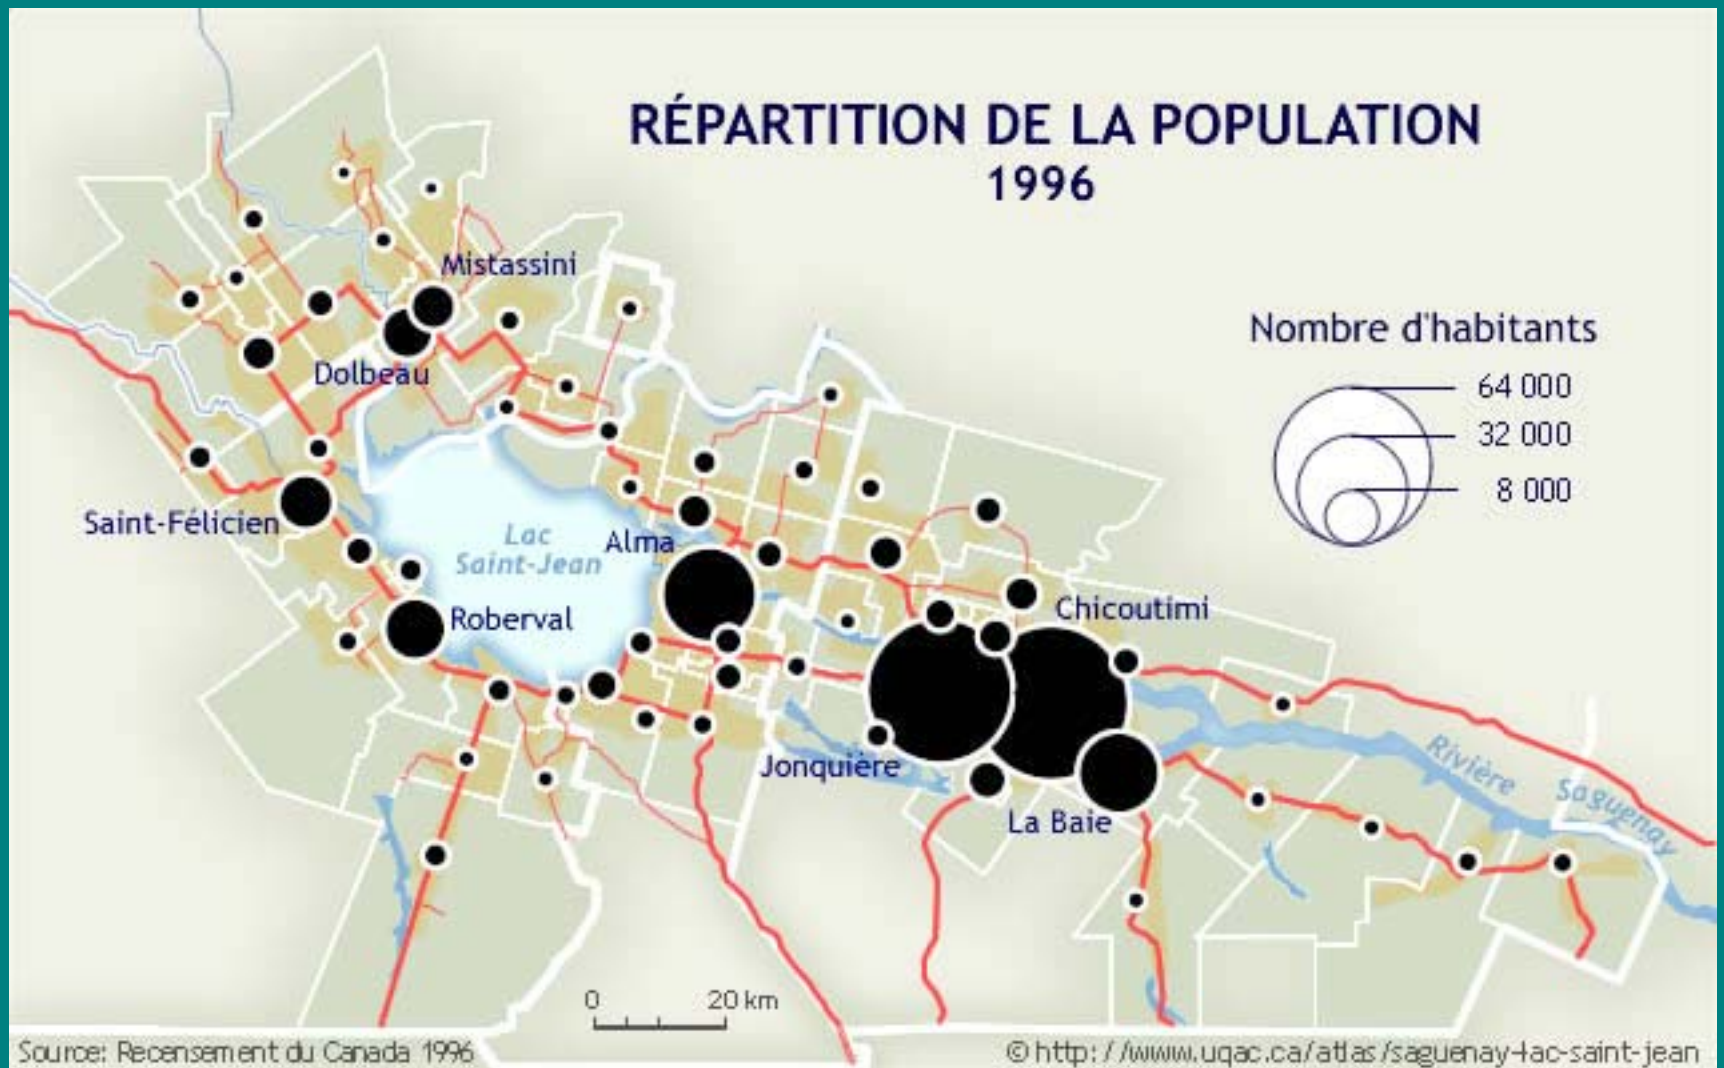 RÉPARTITION DE LA POPULATION
1996
Mistassini
Nombre d'habitants
64 000
32 000
8 000
Dolbeau
Saint-Félicien
Lac
Saint-Jean
Alma
Roberval
Chicoutimi
Jonquière
La Baie
Rivière Saguenay
0 20 km
Source: Recensement du Canada 1996
© http://www.uqac.ca/atlas/saguenay-lac-saint-jean